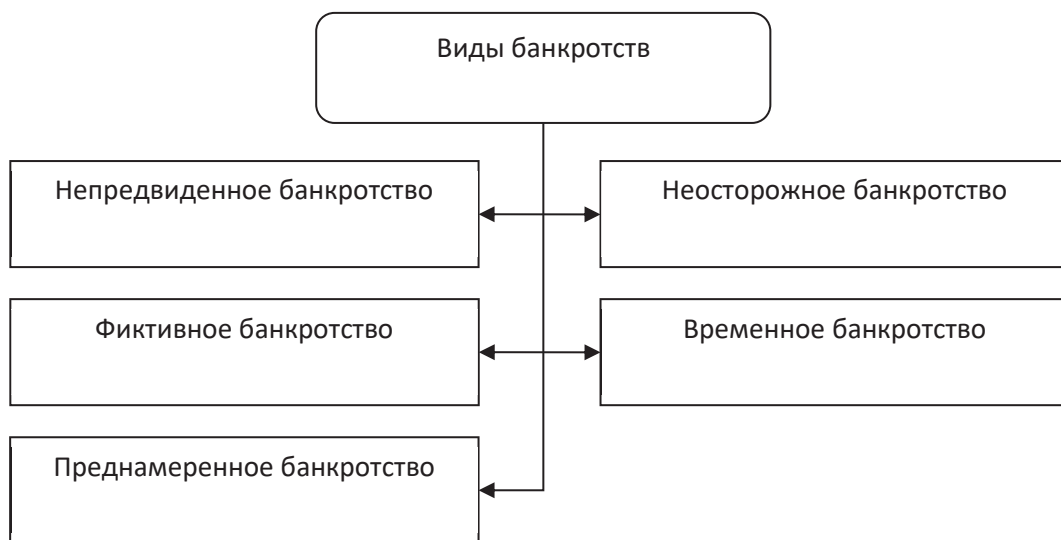 Виды банкротств
Непредвиденное банкротство
Неосторожное банкротство
Фиктивное банкротство
Временное банкротство
Преднамеренное банкротство